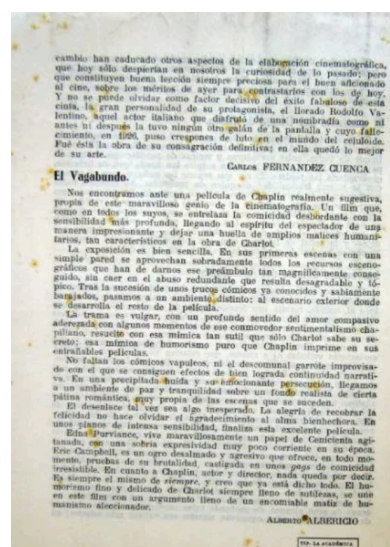 cambio han caducado otros aspectos de la elaboración cinematográfica,
que hoy sólo despiertan en nosotros la curiosidad de lo pasado; pero
que constituyen buena lección siempre preciosa para el buen aficionado
al cine, sobre los méritos de ayer para contrastarlos con los de hoy.
Y no se puede olvidar como factor decisivo del éxito fabuloso de esta
cinta, la gran personalidad de su protagonista, el llorado Rodolfo Va-
lentino, aquel actor italiano que disfrutó de una nombradía como ni
antes ni después la tuvo ningún otro galán de la pantalla y cuyo falle-
cimiento, en 1926, puso crespones de luto en el mundo del celuloide.
Fué ésta la obra de su consagración definitiva; en ella quedó lo mejor
de su arte.
CARLOS FERNANDEZ CUENCA
El Vagabundo.
Nos encontramos ante una película de Chaplin realmente sugestiva,
propia de este maravilloso genio de la cinematografía. Un film que,
como en todos los suyos, se entrelaza la comicidad desbordante con la
sensibilidad más profunda, llegando al espíritu del espectador de una
manera impresionante y dejar una huella de amplios matices humani-
tarios, tan característicos en la obra de Charlot.
La exposición es bien sencilla. En sus primeras escenas con una
simple pared se aprovechan sobradamente todos los recursos esceno-
gráficos que han de darnos ese preámbulo tan magníficamente conse-
guido, sin caer en el abuso redundante que resulta desagradable y tó-
pico. Tras la sucesión de unos trucos cómicos ya conocidos y sabiamente
barajados, pasamos a un ambiente distinto: al escenario exterior donde
se desarrolla el resto de la película.
La trama es vulgar, con un profundo sentido del amor compasivo
aderezada con algunos momentos de ese conmovedor sentimentalismo cha-
pliniano, resuelto con esa mímica tan sutil que sólo Charlot sabe su se-
creto; esa mímica de humorismo puro que Chaplin imprime en sus
entrañables películas.
No faltan los cómicos vapuleos, ni el descomunal garrote improvisa-
do con el que se consiguen efectos de bien lograda continuidad narrati-
va. En una precipitada huída y su emocionante persecución, llegamos
a un ambiente de paz y tranquilidad sobre un fondo realista de cierta
pátina romántica, muy propia de las escenas que se suceden.
El desenlace tal vez sea algo inesperado. La alegría de recobrar la
felicidad no hace olvidar el agradecimiento al alma bienhechora. En
unos planos de intensa sensibilidad, finaliza esta excelente película.
Edna Purviance, vive maravillosamente un papel de Cenicienta agi-
tanada, con una sobria expresividad muy poco corriente en su época.
Eric Campbell, es un ogro desalmado y agresivo que ofrece, en todo mo-
mento, pruebas de su brutalidad, castigada en unos gags de comicidad
irresistible. En cuanto a Chaplin, actor y director, nada queda por decir.
Es siempre el mismo de siempre, y creo que ya está dicho todo. El hu-
morismo fino y delicado de Charlot siempre lleno de sutilezas, se une
en este film con un argumento lleno de un encomiable matiz de hu-
manismo aleccionador.
ALBERTO ALBERICIO
TIP. LA ACADÉMICA